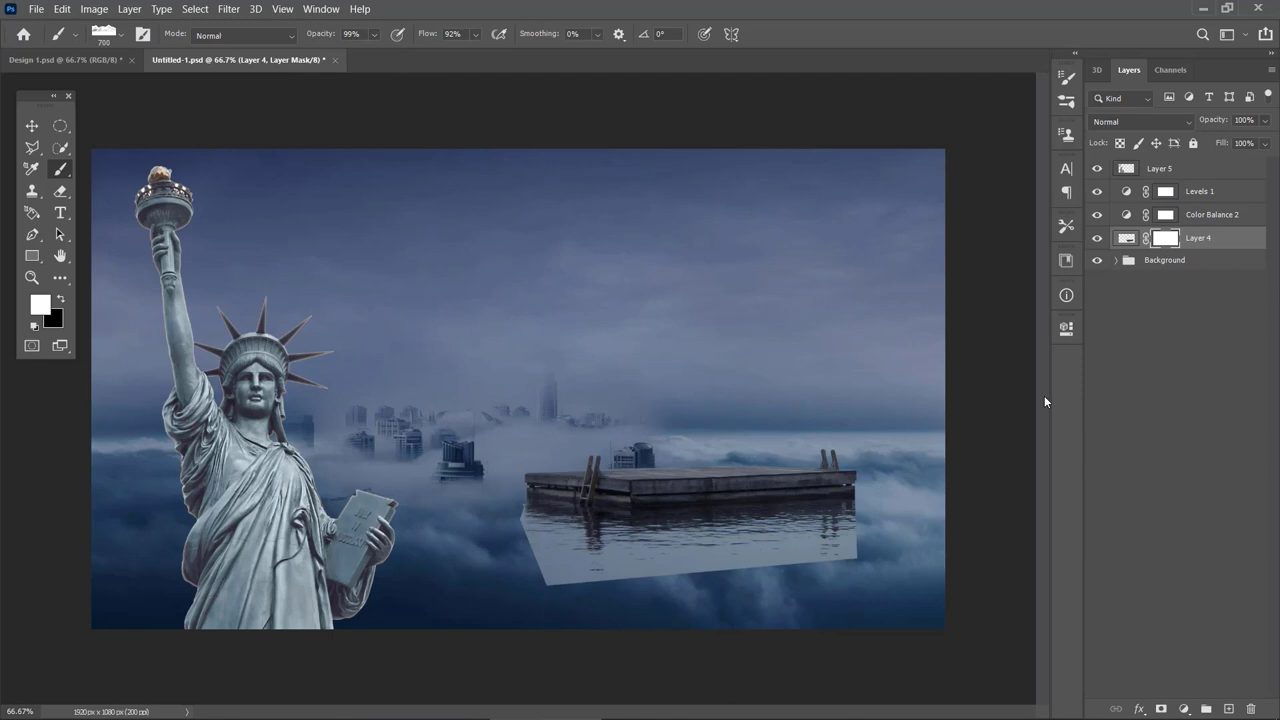 Ps File Edit Image Layer Type Select Filter 3D View Window Help
700 Mode: Normal Opacity: 99% Flow: 92% Smoothing: 0% 0°
Design 1.psd @ 66.7% (RGB/8) * Untitled-1.psd @ 66.7% (Layer 4, Layer Mask/8) *
3D Layers Channels
Kind
Normal Opacity: 100%
Lock: Fill: 100%
Layer 5
Levels 1
Color Balance 2
Layer 4
Background
66.67% 1920 px x 1080 px (200 ppi)